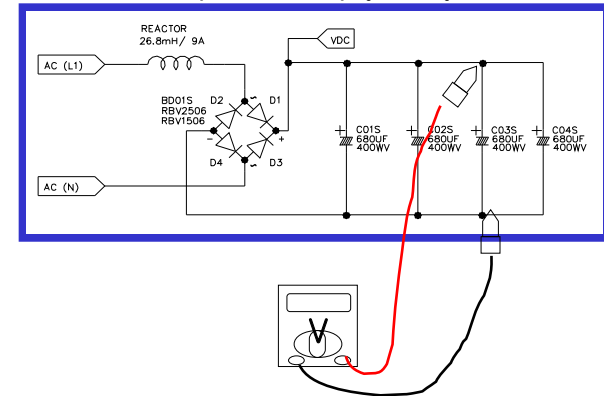 REACTOR
26.8mH/ 9A
VDC
AC (L1)
BD01S
RBV2506
RBV1506
D2
D1
~
-
+
D4
D3
~
AC (N)
+
C01S
680UF
400WV
+
C02S
680UF
400WV
+
C03S
680UF
400WV
+
C04S
680UF
400WV
V